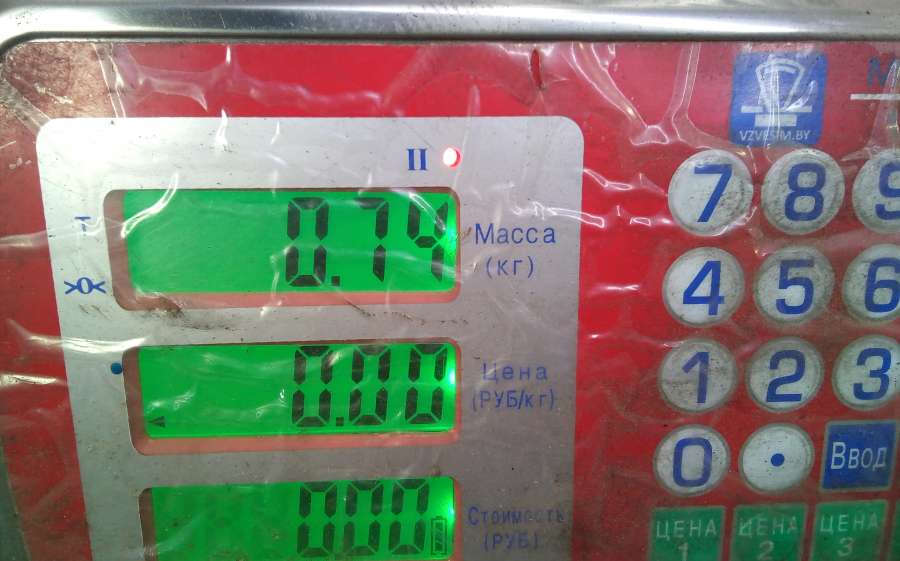 VZVESIM.BY
М
II
0.74
Масса
(кг)
>0<
0.00
Цена
(РУБ/кг)
0.00
Стоимость
(РУБ)
7 8 9
4 5 6
1 2 3
0 •
Ввод
ЦЕНА 1
ЦЕНА 2
ЦЕНА 3